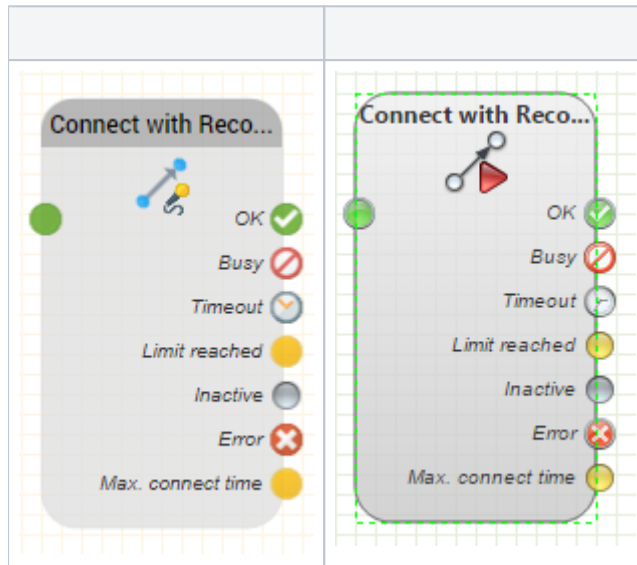 Connect with Reco...
OK
Busy
Timeout
Limit reached
Inactive
Error
Max. connect time
Connect with Reco...
OK
Busy
Timeout
Limit reached
Inactive
Error
Max. connect time